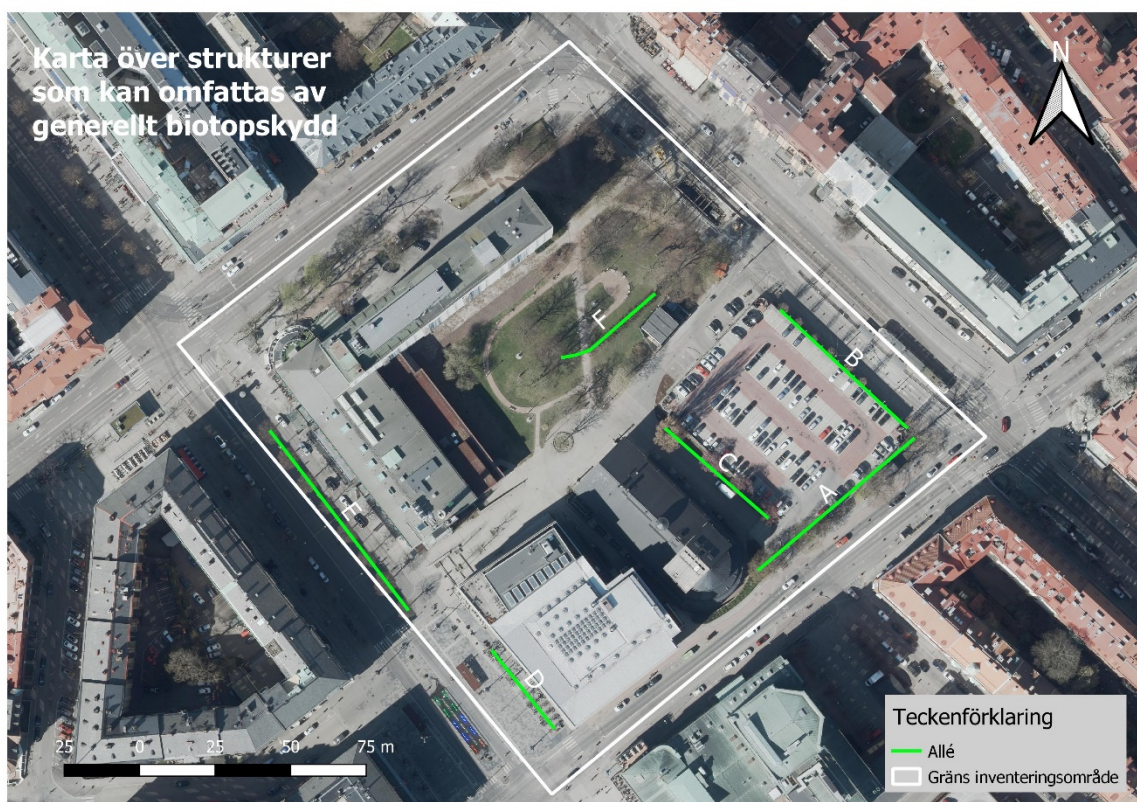 Karta över strukturer
som kan omfattas av
generellt biotopskydd
N
F
B
C
A
E
D
25 0 25 50 75 m
Teckenförklaring
Allé
Gräns inventeringsområde